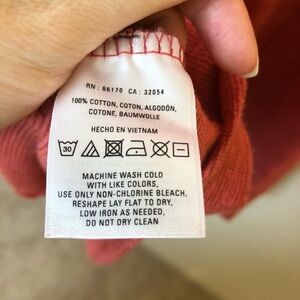 RN : 66170 CA : 32054
100% COTTON, COTON, ALGODÓN,
COTONE, BAUMWOLLE
HECHO EN VIETNAM
30
MACHINE WASH COLD
WITH LIKE COLORS,
USE ONLY NON-CHLORINE BLEACH,
RESHAPE LAY FLAT TO DRY,
LOW IRON AS NEEDED,
DO NOT DRY CLEAN